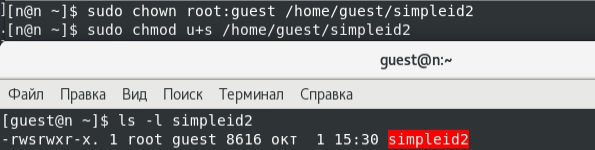 [n@n ~]$ sudo chown root:guest /home/guest/simpleid2
[n@n ~]$ sudo chmod u+s /home/guest/simpleid2
guest@n:~
Файл Правка Вид Поиск Терминал Справка
[guest@n ~]$ ls -l simpleid2
-rwsrwxr-x. 1 root guest 8616 окт  1 15:30 simpleid2